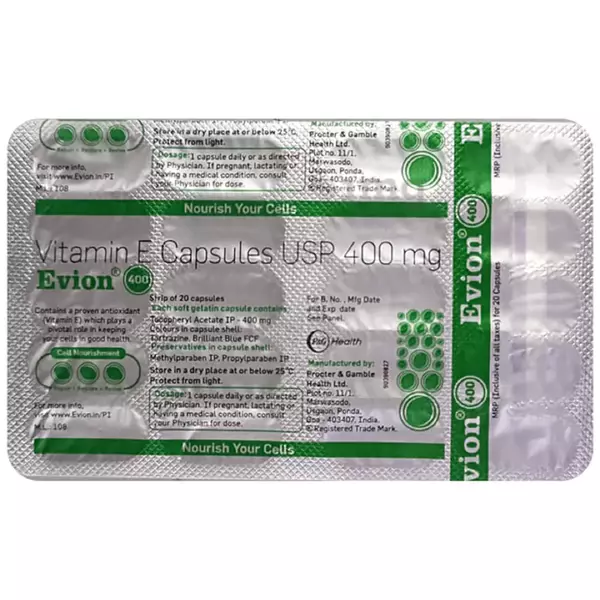 Store in a dry place at or below 25°C
Protect from light.
Dosage: 1 capsule daily or as directed
by Physician. If pregnant, lactating or
having a medical condition, consult
your Physician for dose.
For more info,
visit www.Evion.in/PI
M.L.: 108
Manufactured by:
Procter & Gamble
Health Ltd.
Plot no. 11/1,
Marwasodo,
Usgaon, Ponda,
Goa - 403407, India.
® Registered Trade Mark.
Nourish Your Cells
Vitamin E Capsules USP 400 mg
Evion® 400
Contains a proven antioxidant
(Vitamin E) which plays a
pivotal role in keeping
your cells in good health.
Cell Nourishment
For more info,
visit www.Evion.in/PI
M.L.: 108
Strip of 20 capsules
Each soft gelatin capsule contains
Tocopheryl Acetate IP - 400 mg
Colours in capsule shell:
Tartrazine, Brilliant Blue FCF
Preservatives in capsule shell:
Methylparaben IP, Propylparaben IP
Store in a dry place at or below 25°C
Protect from light.
Dosage: 1 capsule daily or as directed
by Physician. If pregnant, lactating or
having a medical condition, consult
your Physician for dose.
For B. No., Mfg Date
and Exp. date
See Panel.
P&G Health
Manufactured by:
Procter & Gamble
Health Ltd.
Plot no. 11/1,
Marwasodo,
Usgaon, Ponda,
Goa - 403407, India.
® Registered Trade Mark.
Nourish Your Cells
Evion® 400
Evion® 400
MRP (Inclusive
MRP (Inclusive of all taxes) for 20 Capsules